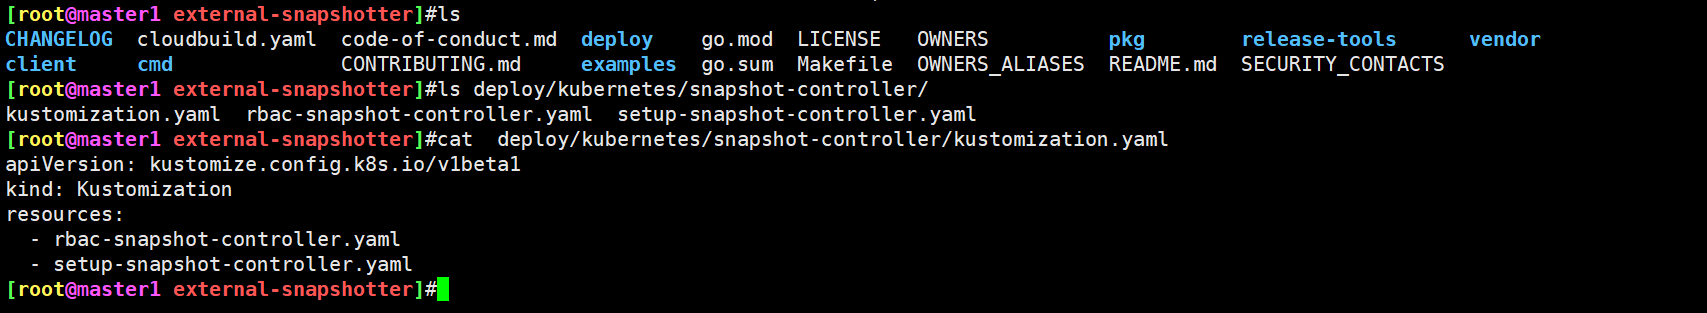 [root@master1 external-snapshotter]#ls
CHANGELOG  cloudbuild.yaml  code-of-conduct.md  deploy    go.mod  LICENSE   OWNERS          pkg        release-tools      vendor
client     cmd              CONTRIBUTING.md     examples  go.sum  Makefile  OWNERS_ALIASES  README.md  SECURITY_CONTACTS
[root@master1 external-snapshotter]#ls deploy/kubernetes/snapshot-controller/
kustomization.yaml  rbac-snapshot-controller.yaml  setup-snapshot-controller.yaml
[root@master1 external-snapshotter]#cat  deploy/kubernetes/snapshot-controller/kustomization.yaml
apiVersion: kustomize.config.k8s.io/v1beta1
kind: Kustomization
resources:
  - rbac-snapshot-controller.yaml
  - setup-snapshot-controller.yaml
[root@master1 external-snapshotter]#